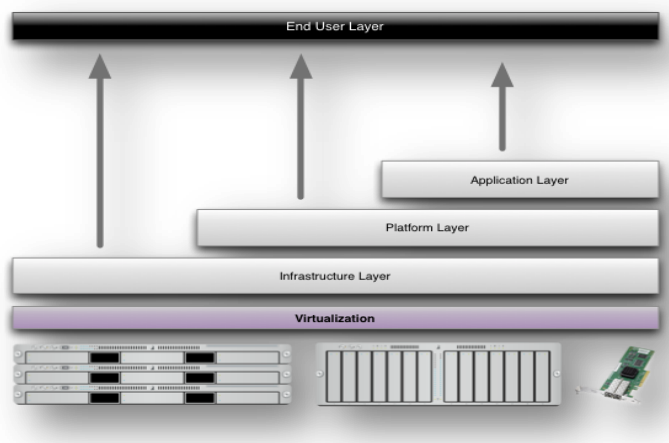 End User Layer
Application Layer
Platform Layer
Infrastructure Layer
Virtualization